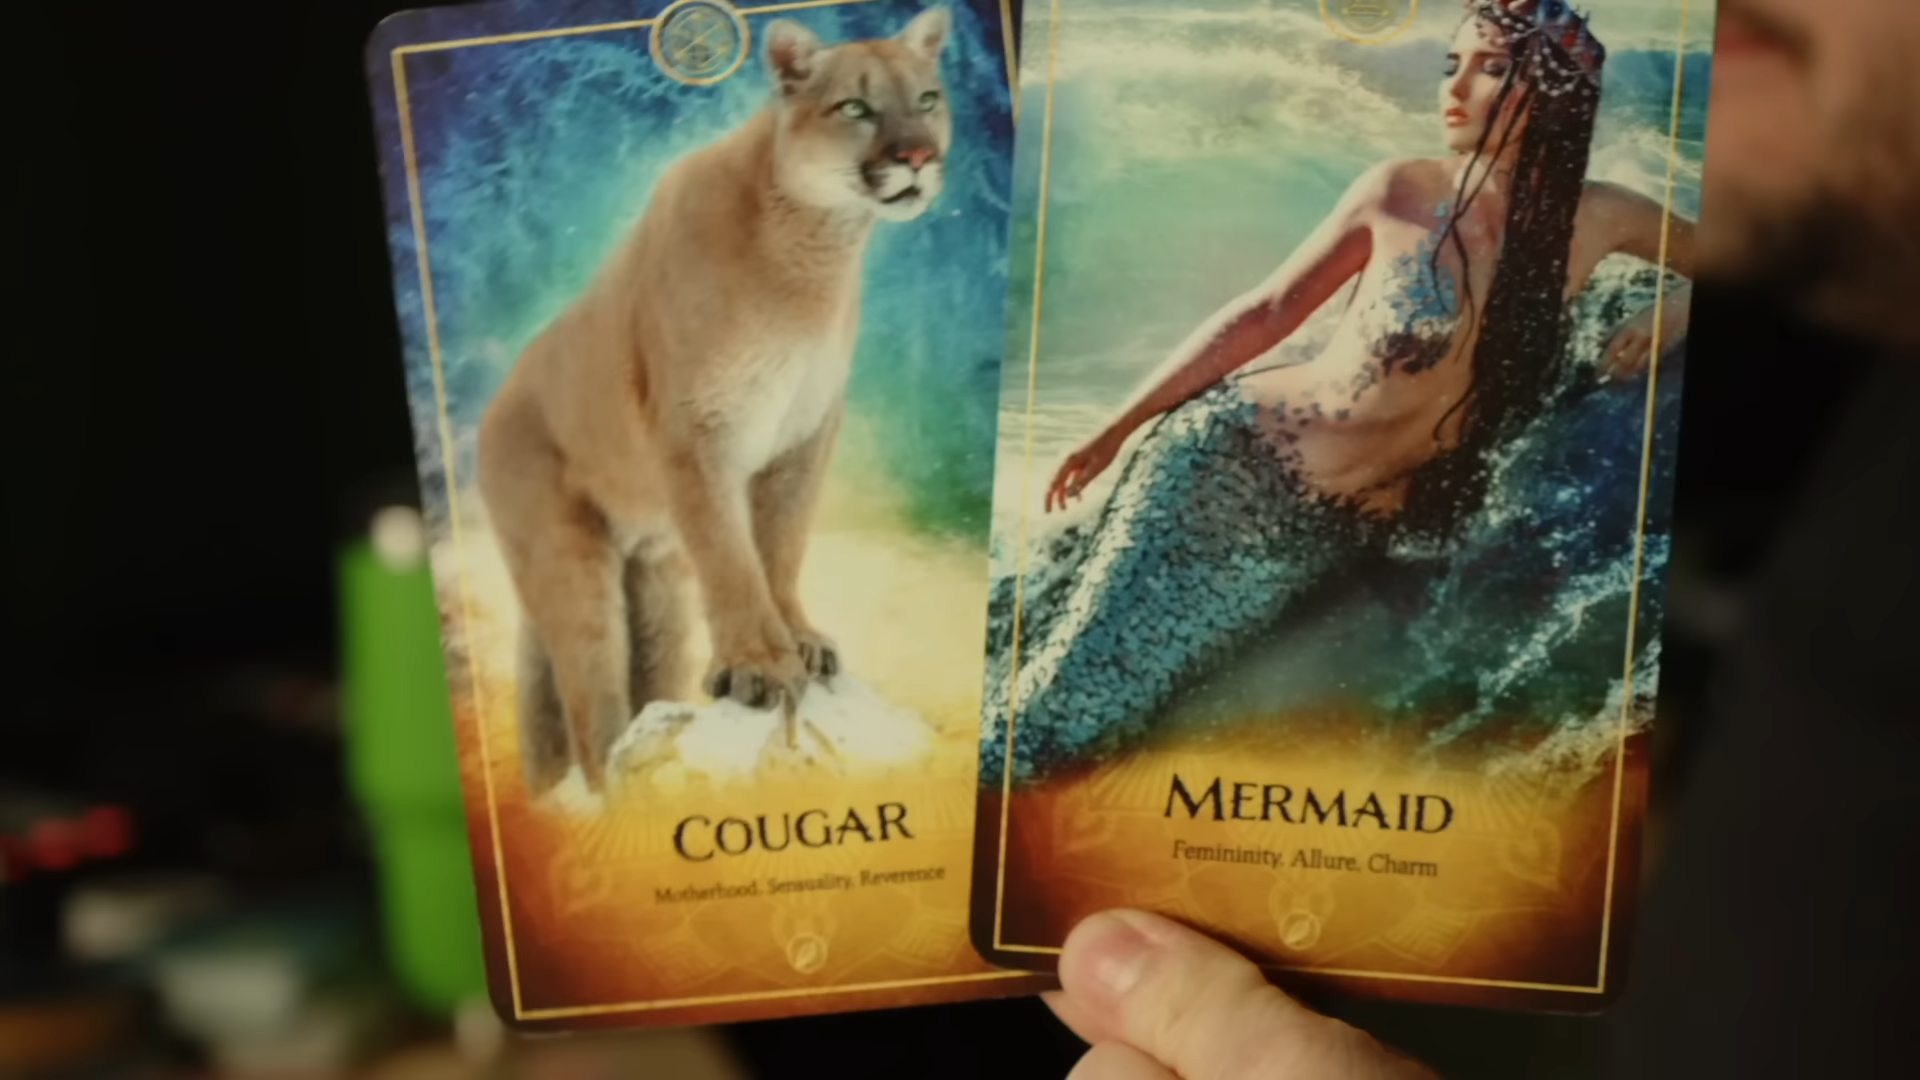 COUGAR
Motherhood, Sensuality, Reverence
MERMAID
Femininity, Allure, Charm